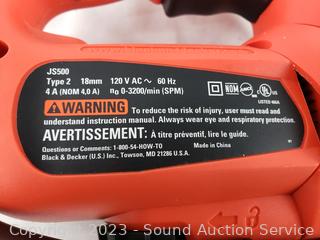 JS500
Type 2 18mm 120 V AC ~ 60 Hz
4 A (NOM 4,0 A) n0 0-3200/min (SPM)
NOM
UL
LISTED
WARNING To reduce the risk of injury, user must read and
understand instruction manual. Always wear eye and respiratory protection.
AVERTISSEMENT: À titre préventif, lire le guide.
Questions or Comments: 1-800-54-HOW-TO
Black & Decker (U.S.) Inc., Towson, MD 21286 U.S.A.
Made in China
Copyright 2023 - Sound Auction Service